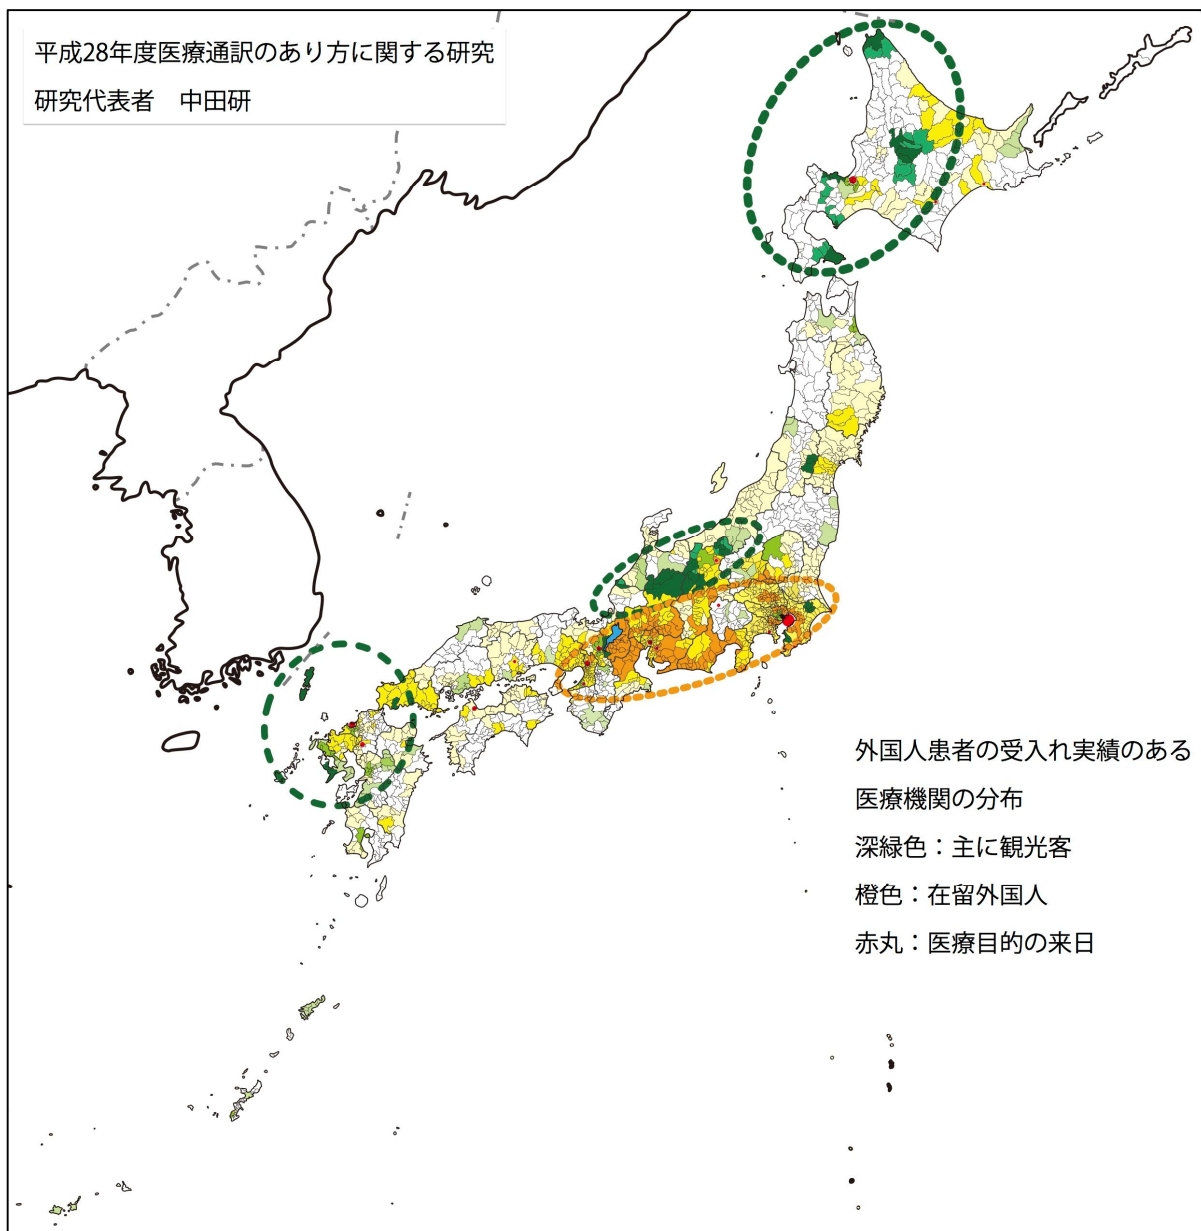 平成28年度医療通訳のあり方に関する研究
研究代表者　中田研
外国人患者の受入れ実績のある
医療機関の分布
深緑色：主に観光客
橙色：在留外国人
赤丸：医療目的の来日